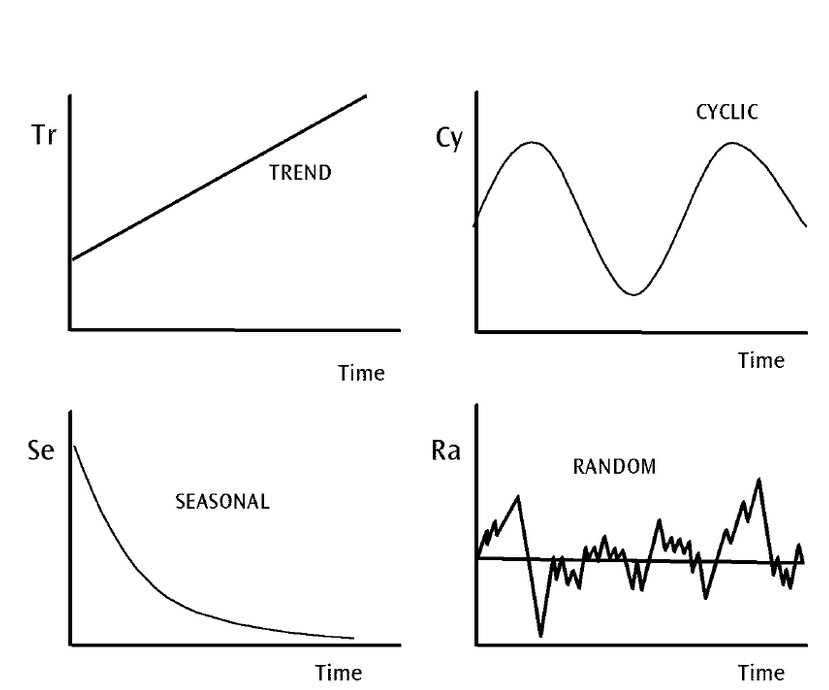 Tr
TREND
Time
Cy
CYCLIC
Time
Se
SEASONAL
Time
Ra
RANDOM
Time